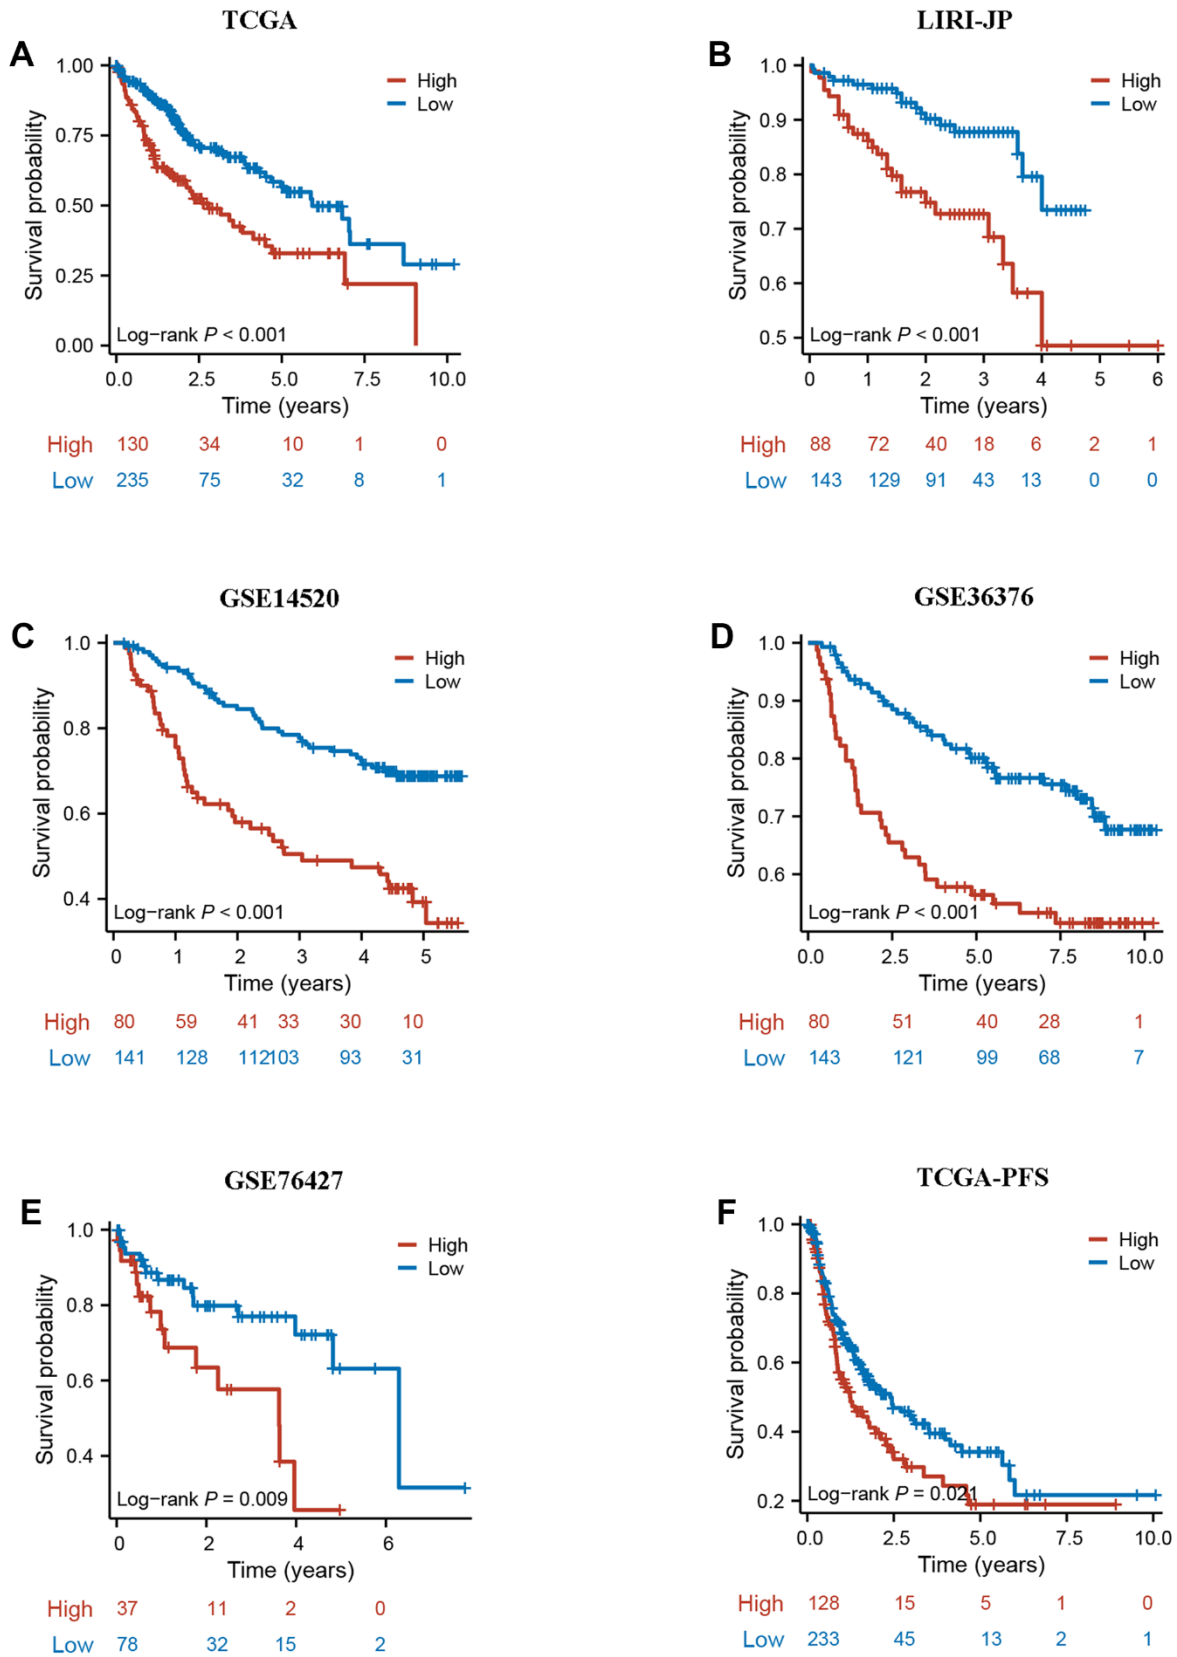 TCGA
A
1.00
0.75
0.50
0.25
0.00
Survival probability
High
Low
Log−rank P < 0.001
0.0 2.5 5.0 7.5 10.0
Time (years)
High 130 34 10 1 0
Low 235 75 32 8 1
LIRI-JP
B
1.0
0.9
0.8
0.7
0.6
0.5
Survival probability
High
Low
Log−rank P < 0.001
0 1 2 3 4 5 6
Time (years)
High 88 72 40 18 6 2 1
Low 143 129 91 43 13 0 0
GSE14520
C
1.0
0.8
0.6
0.4
Survival probability
High
Low
Log−rank P < 0.001
0 1 2 3 4 5
Time (years)
High 80 59 41 33 30 10
Low 141 128 112103 93 31
GSE36376
D
1.0
0.9
0.8
0.7
0.6
Survival probability
High
Low
Log−rank P < 0.001
0.0 2.5 5.0 7.5 10.0
Time (years)
High 80 51 40 28 1
Low 143 121 99 68 7
GSE76427
E
1.0
0.8
0.6
0.4
Survival probability
High
Low
Log−rank P = 0.009
0 2 4 6
Time (years)
High 37 11 2 0
Low 78 32 15 2
TCGA-PFS
F
1.0
0.8
0.6
0.4
0.2
Survival probability
High
Low
Log−rank P = 0.021
0.0 2.5 5.0 7.5 10.0
Time (years)
High 128 15 5 1 0
Low 233 45 13 2 1